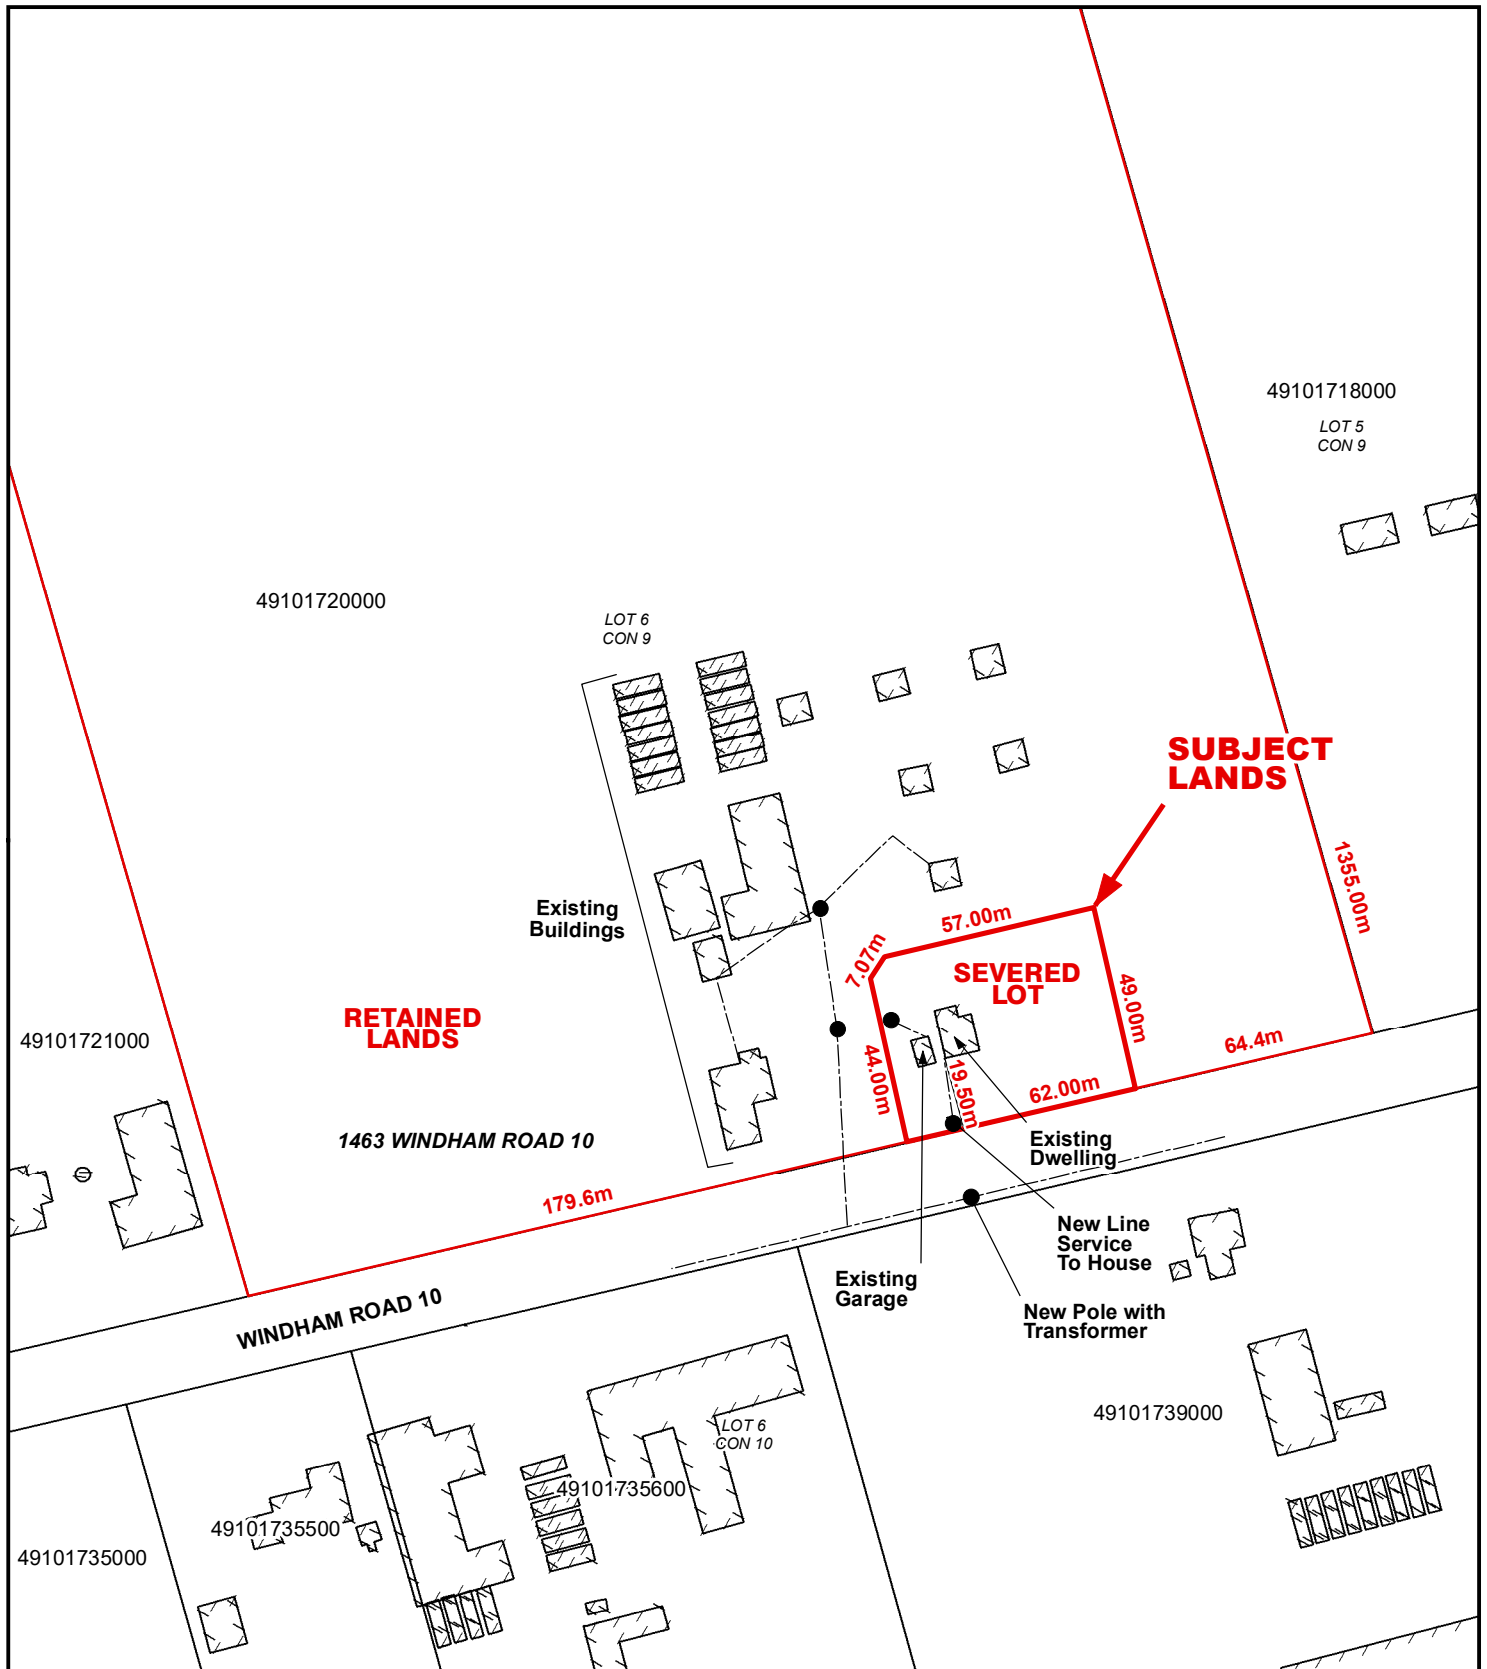 49101718000
LOT 5
CON 9
49101720000
LOT 6
CON 9
SUBJECT
LANDS
1355.00m
Existing
Buildings
57.00m
7.07m
SEVERED
LOT
49.00m
RETAINED
LANDS
49101721000
44.00m
19.50m
62.00m
64.4m
1463 WINDHAM ROAD 10
Existing
Dwelling
179.6m
New Line
Service
To House
Existing
Garage
New Pole with
Transformer
WINDHAM ROAD 10
49101739000
LOT 6
CON 10
49101735600
49101735500
49101735000